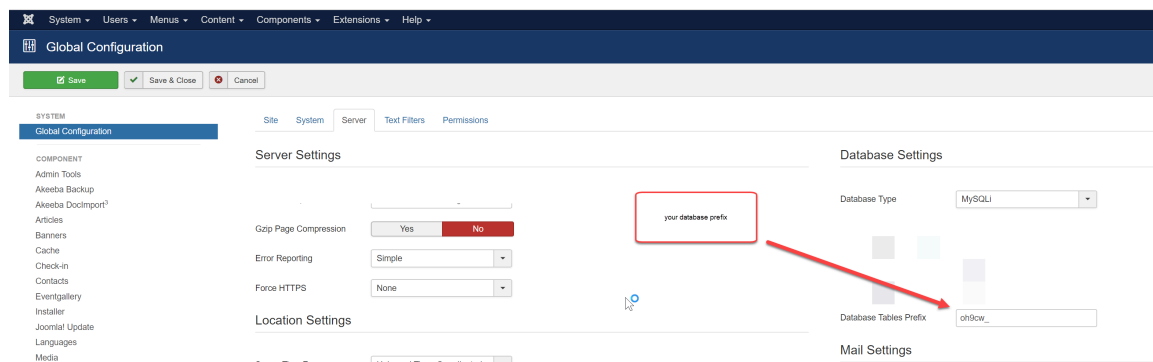 System Users Menus Content Components Extensions Help
Global Configuration
Save Save & Close Cancel
SYSTEM
Global Configuration
COMPONENT
Admin Tools
Akeeba Backup
Akeeba DocImport³
Articles
Banners
Cache
Check-in
Contacts
Eventgallery
Installer
Joomla! Update
Languages
Media
Site System Server Text Filters Permissions
Server Settings
Gzip Page Compression Yes No
Error Reporting Simple
Force HTTPS None
Location Settings
your database prefix
Database Settings
Database Type MySQLi
Database Tables Prefix oh9cw_
Mail Settings